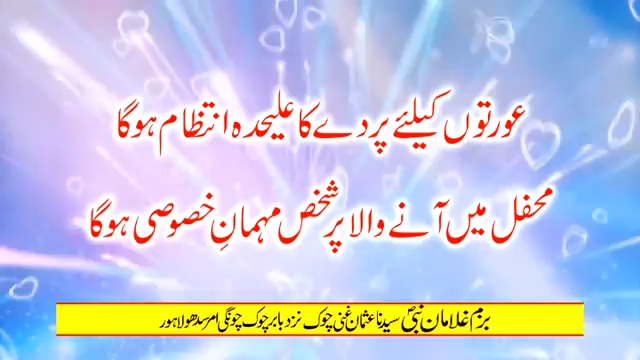 عورتوں کیلئے پردے کا علیحدہ انتظام ہوگا
محفل میں آنے والا پر شخص مہمانِ خصوصی ہوگا
بزم غلامان نبیؐ سیدنا عثمان غنی چوک نزد بابر چوک چونگی امرسدھو لاہور